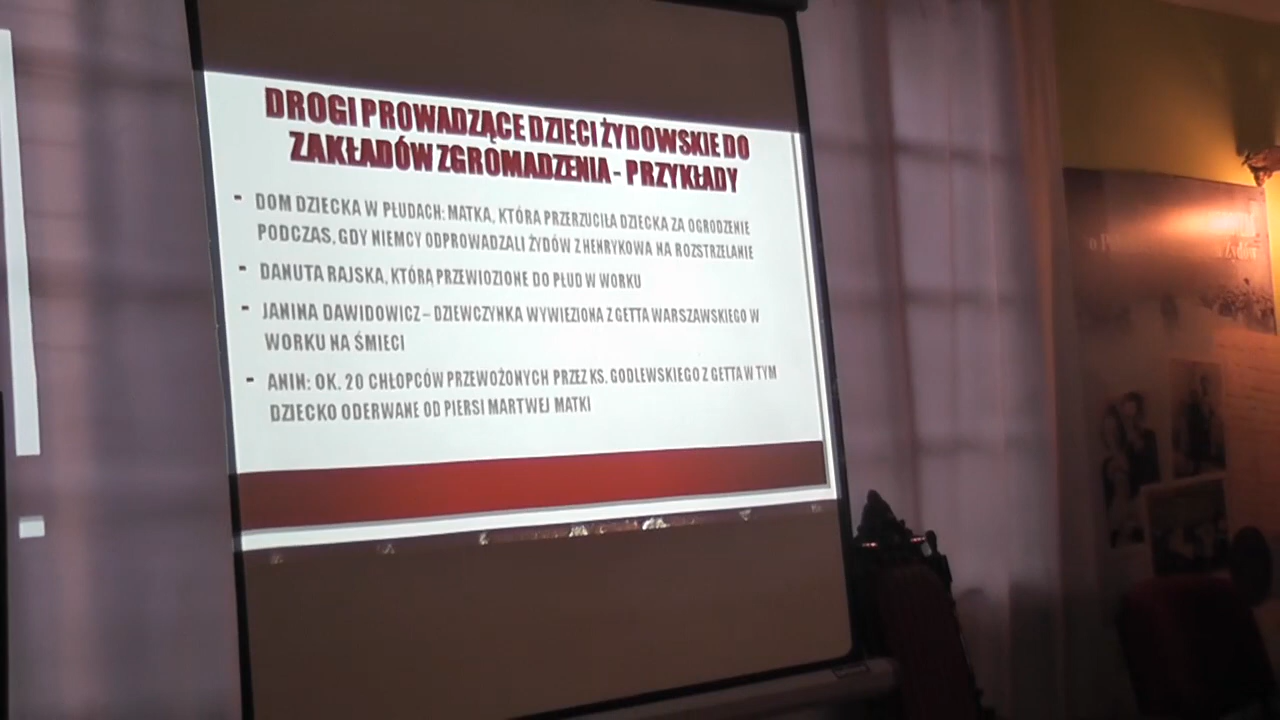 DROGI PROWADZĄCE DZIECI ŻYDOWSKIE DO
ZAKŁADÓW ZGROMADZENIA - PRZYKŁADY
- DOM DZIECKA W PŁUDACH: MATKA, KTÓRA PRZERZUCIŁA DZIECKA ZA OGRODZENIE
PODCZAS, GDY NIEMCY ODPROWADZALI ŻYDÓW Z HENRYKOWA NA ROZSTRZELANIE
- DANUTA RAJSKA, KTÓRĄ PRZEWIOZIONE DO PŁUD W WORKU
- JANINA DAWIDOWICZ – DZIEWCZYNKA WYWIEZIONA Z GETTA WARSZAWSKIEGO W
WORKU NA ŚMIECI
- ANIN: OK. 20 CHŁOPCÓW PRZEWOŻONYCH PRZEZ KS. GODLEWSKIEGO Z GETTA W TYM
DZIECKO ODERWANE OD PIERSI MARTWEJ MATKI
Żydów